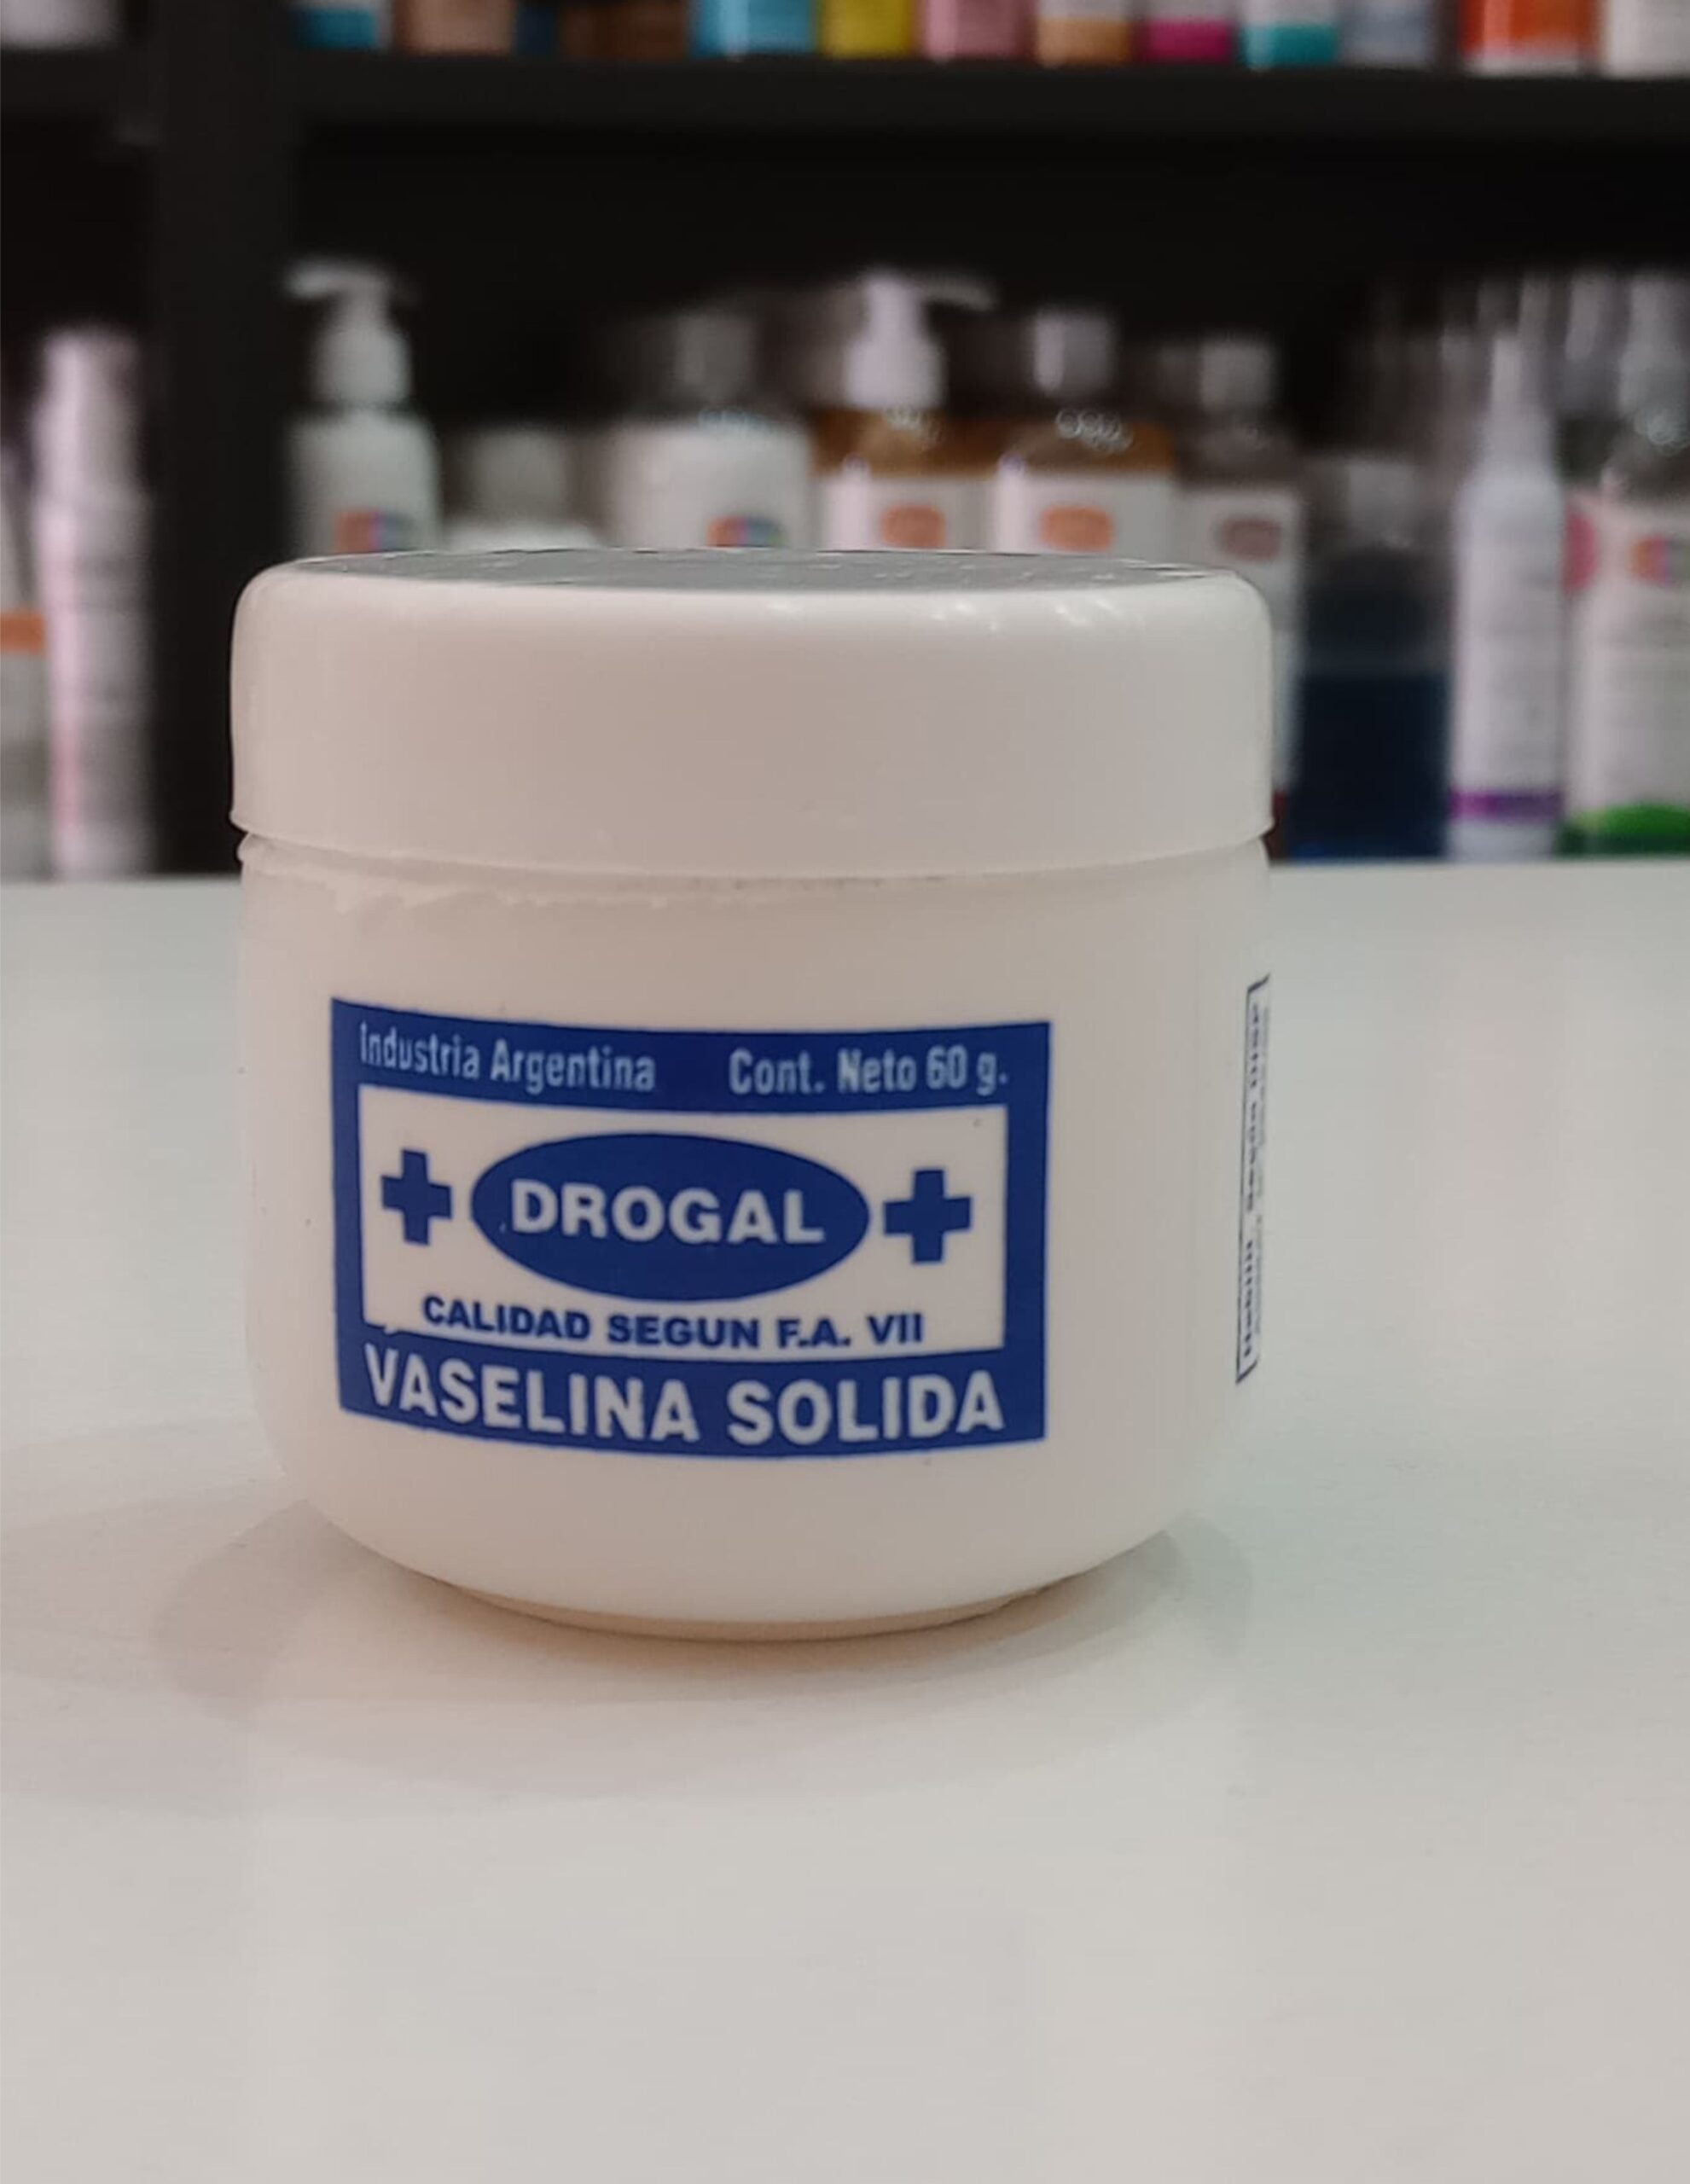 Industria Argentina Cont. Neto 60 g.
DROGAL
CALIDAD SEGUN F.A. VII
VASELINA SOLIDA